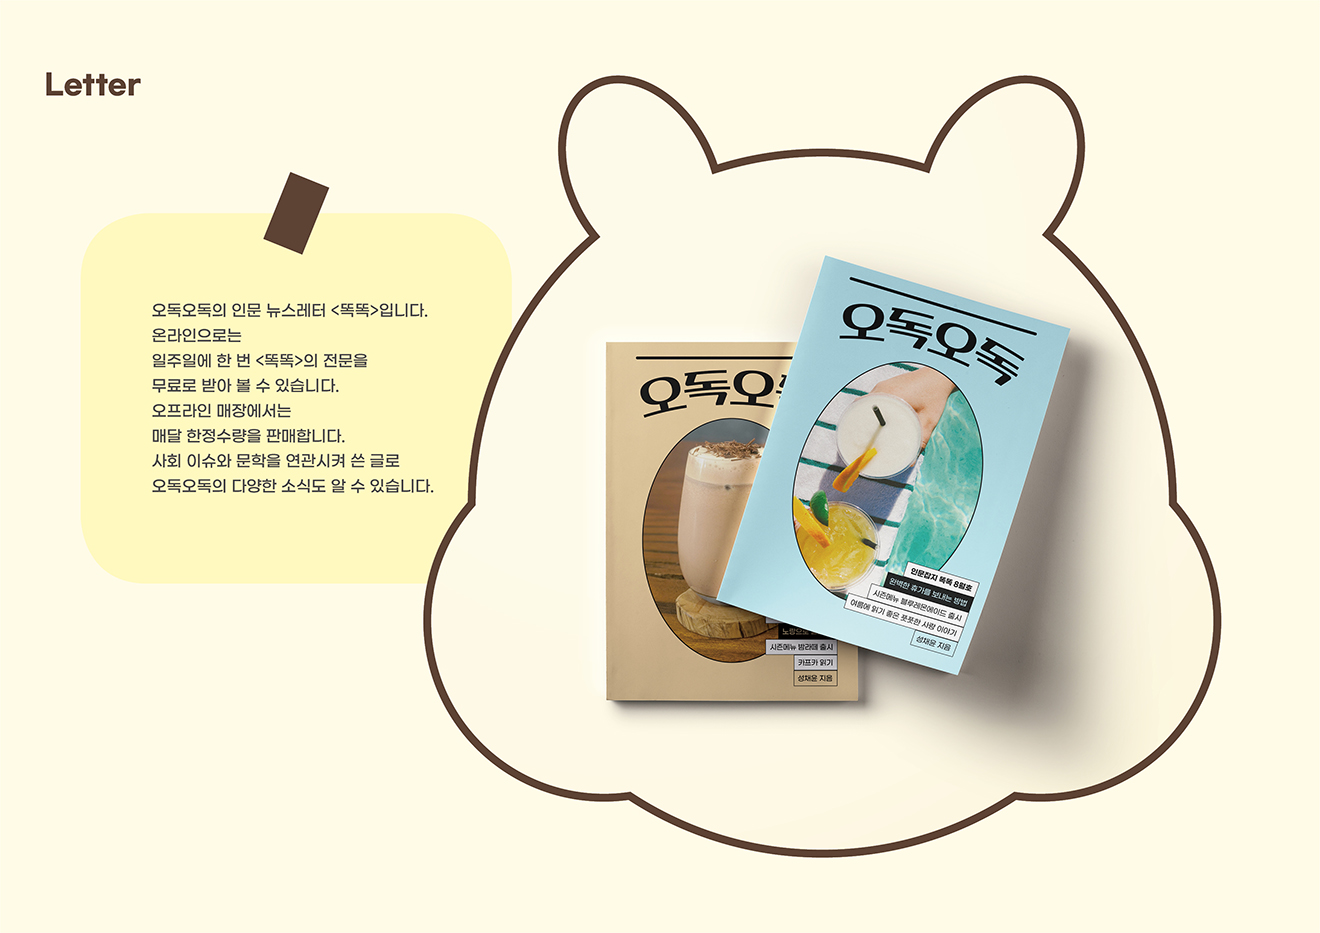 Letter
오독오독의 인문 뉴스레터 <똑똑>입니다.
온라인으로는
일주일에 한 번 <똑똑>의 전문을
무료로 받아 볼 수 있습니다.
오프라인 매장에서는
매달 한정수량을 판매합니다.
사회 이슈와 문학을 연관시켜 쓴 글로
오독오독의 다양한 소식도 알 수 있습니다.
오독오
시즌메뉴 밤라떼 출시
카프카 읽기
성채윤 지음
오독오독
인문잡지 똑똑 8월호
완벽한 휴가를 보내는 방법
시즌메뉴 블루레몬에이드 출시
여름에 읽기 좋은 풋풋한 사랑 이야기
성채윤 지음